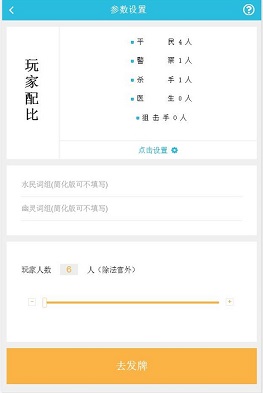 参数设置
玩家配比
平 民 4 人
警 察 1 人
杀 手 1 人
医 生 0 人
狙 击 手 0 人
点击设置
水民词组(简化版可不填写)
幽灵词组(简化版可不填写)
玩家人数 6 人（除法官外）
去发牌